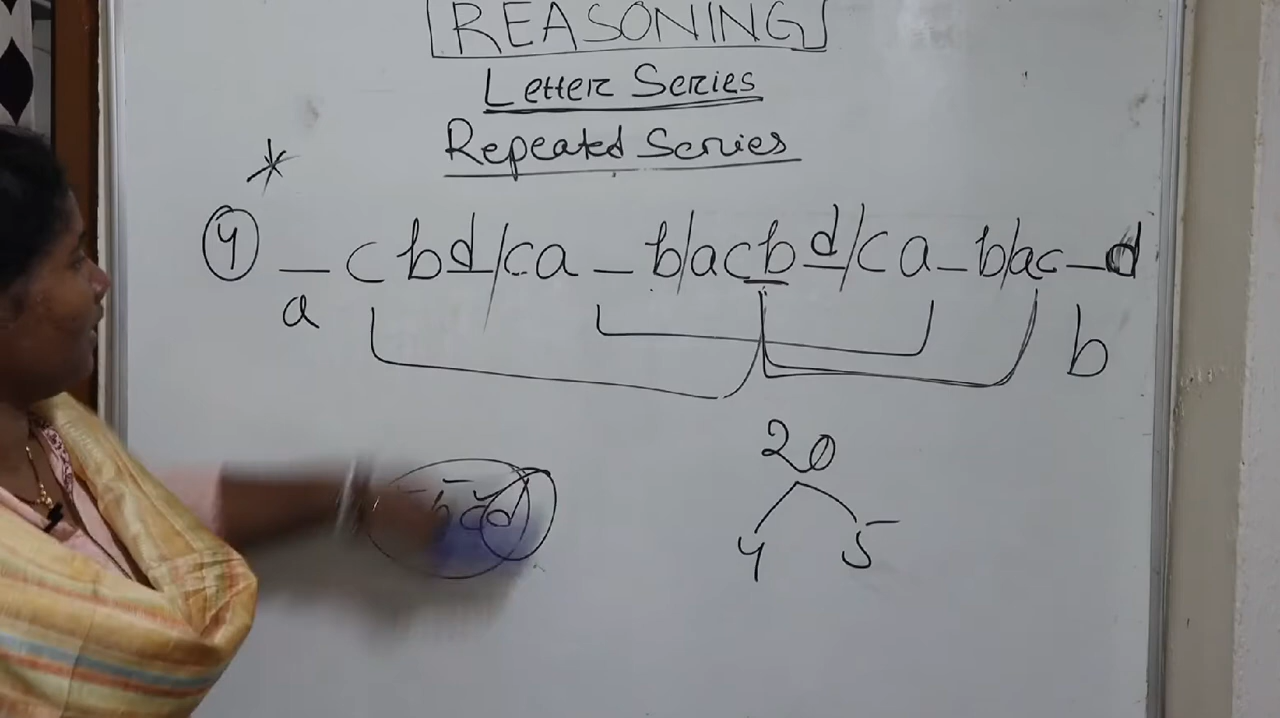 REASONING
Letter Series
Repeated Series
*
4 _ c b d / c a _ b / a c b d / c a _ b / a c _ d
a b
20
4 5